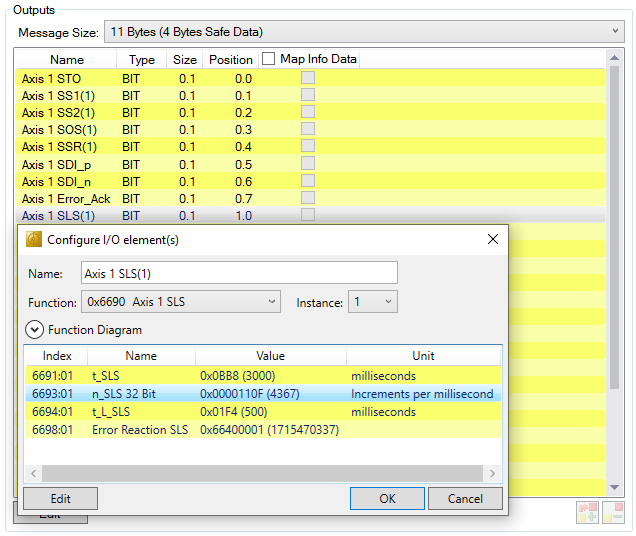 Outputs
Message Size: 11 Bytes (4 Bytes Safe Data)
Name Type Size Position Map Info Data
Axis 1 STO BIT 0.1 0.0
Axis 1 SS1(1) BIT 0.1 0.1
Axis 1 SS2(1) BIT 0.1 0.2
Axis 1 SOS(1) BIT 0.1 0.3
Axis 1 SSR(1) BIT 0.1 0.4
Axis 1 SDI_p BIT 0.1 0.5
Axis 1 SDI_n BIT 0.1 0.6
Axis 1 Error_Ack BIT 0.1 0.7
Axis 1 SLS(1) BIT 0.1 1.0
Configure I/O element(s)
Name: Axis 1 SLS(1)
Function: 0x6690 Axis 1 SLS Instance: 1
Function Diagram
Index Name Value Unit
6691:01 t_SLS 0x0BB8 (3000) milliseconds
6693:01 n_SLS 32 Bit 0x0000110F (4367) Increments per millisecond
6694:01 t_L_SLS 0x01F4 (500) milliseconds
6698:01 Error Reaction SLS 0x66400001 (1715470337)
Edit OK Cancel
Edit